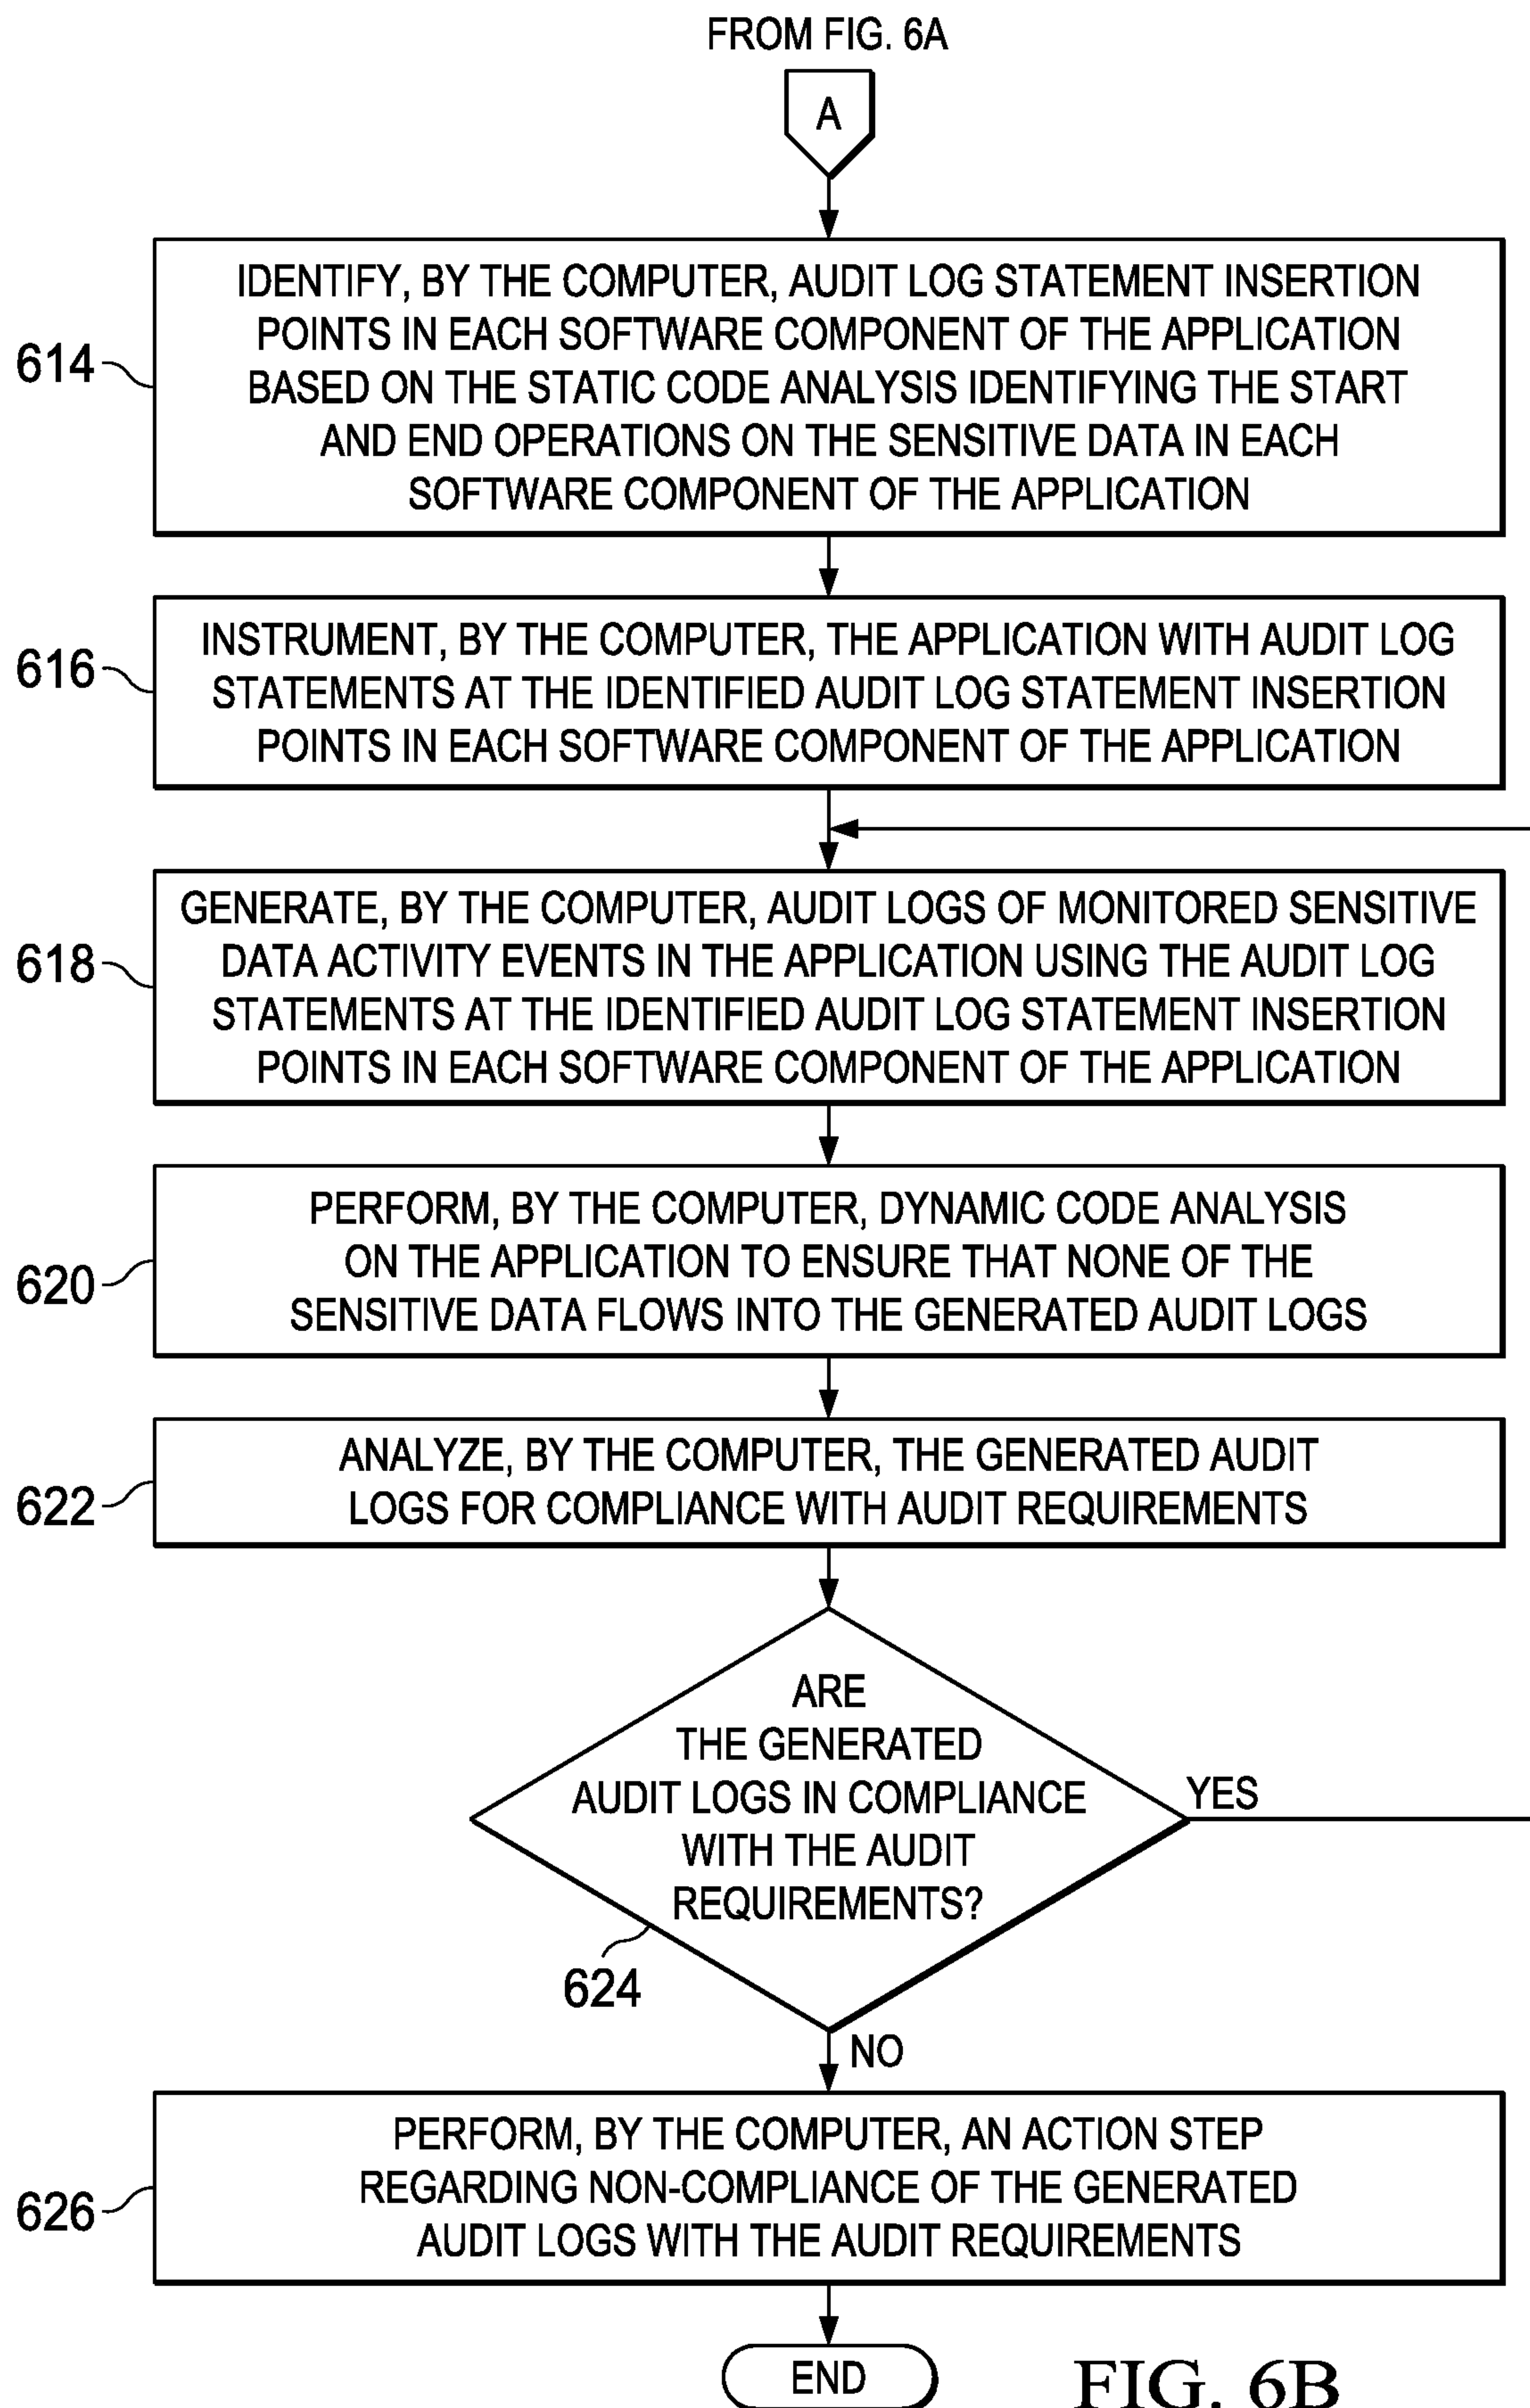 FROM FIG. 6A
A
614
IDENTIFY, BY THE COMPUTER, AUDIT LOG STATEMENT INSERTION
POINTS IN EACH SOFTWARE COMPONENT OF THE APPLICATION
BASED ON THE STATIC CODE ANALYSIS IDENTIFYING THE START
AND END OPERATIONS ON THE SENSITIVE DATA IN EACH
SOFTWARE COMPONENT OF THE APPLICATION
616
INSTRUMENT, BY THE COMPUTER, THE APPLICATION WITH AUDIT LOG
STATEMENTS AT THE IDENTIFIED AUDIT LOG STATEMENT INSERTION
POINTS IN EACH SOFTWARE COMPONENT OF THE APPLICATION
618
GENERATE, BY THE COMPUTER, AUDIT LOGS OF MONITORED SENSITIVE
DATA ACTIVITY EVENTS IN THE APPLICATION USING THE AUDIT LOG
STATEMENTS AT THE IDENTIFIED AUDIT LOG STATEMENT INSERTION
POINTS IN EACH SOFTWARE COMPONENT OF THE APPLICATION
620
PERFORM, BY THE COMPUTER, DYNAMIC CODE ANALYSIS
ON THE APPLICATION TO ENSURE THAT NONE OF THE
SENSITIVE DATA FLOWS INTO THE GENERATED AUDIT LOGS
622
ANALYZE, BY THE COMPUTER, THE GENERATED AUDIT
LOGS FOR COMPLIANCE WITH AUDIT REQUIREMENTS
ARE
THE GENERATED
AUDIT LOGS IN COMPLIANCE
WITH THE AUDIT
REQUIREMENTS?
YES
624
NO
626
PERFORM, BY THE COMPUTER, AN ACTION STEP
REGARDING NON-COMPLIANCE OF THE GENERATED
AUDIT LOGS WITH THE AUDIT REQUIREMENTS
END
FIG. 6B